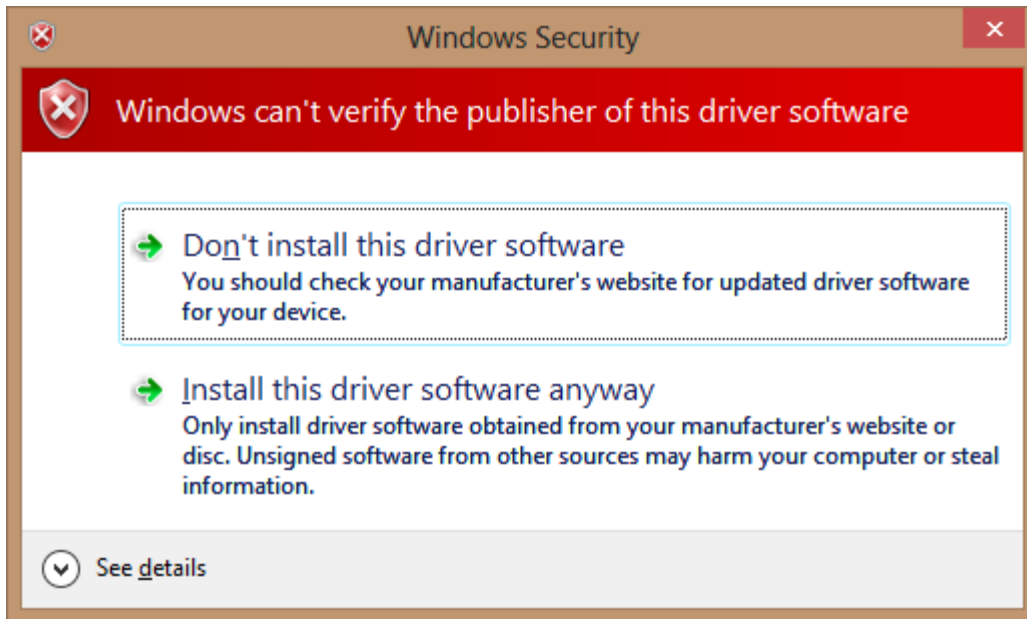 Windows Security
Windows can't verify the publisher of this driver software
Don't install this driver software
You should check your manufacturer's website for updated driver software
for your device.
Install this driver software anyway
Only install driver software obtained from your manufacturer's website or
disc. Unsigned software from other sources may harm your computer or steal
information.
See details